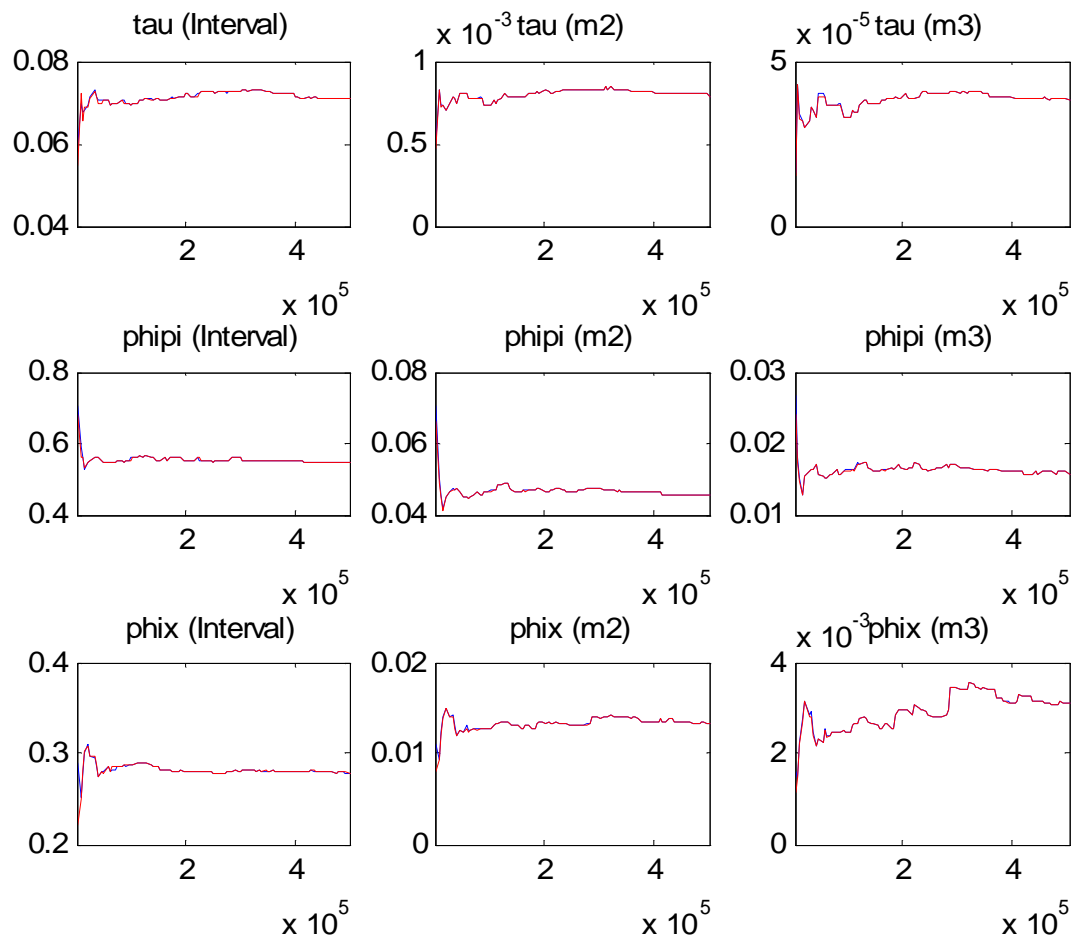 tau (Interval)
x 10^-3 tau (m2)
x 10^-5 tau (m3)
0.08
0.06
0.04
2 4
x 10^5
1
0.5
0
2 4
x 10^5
5
0
2 4
x 10^5
phipi (Interval)
phipi (m2)
phipi (m3)
0.8
0.6
0.4
2 4
x 10^5
0.08
0.06
0.04
2 4
x 10^5
0.03
0.02
0.01
2 4
x 10^5
phix (Interval)
phix (m2)
x 10^-3 phix (m3)
0.4
0.3
0.2
2 4
x 10^5
0.02
0.01
0
2 4
x 10^5
4
2
0
2 4
x 10^5